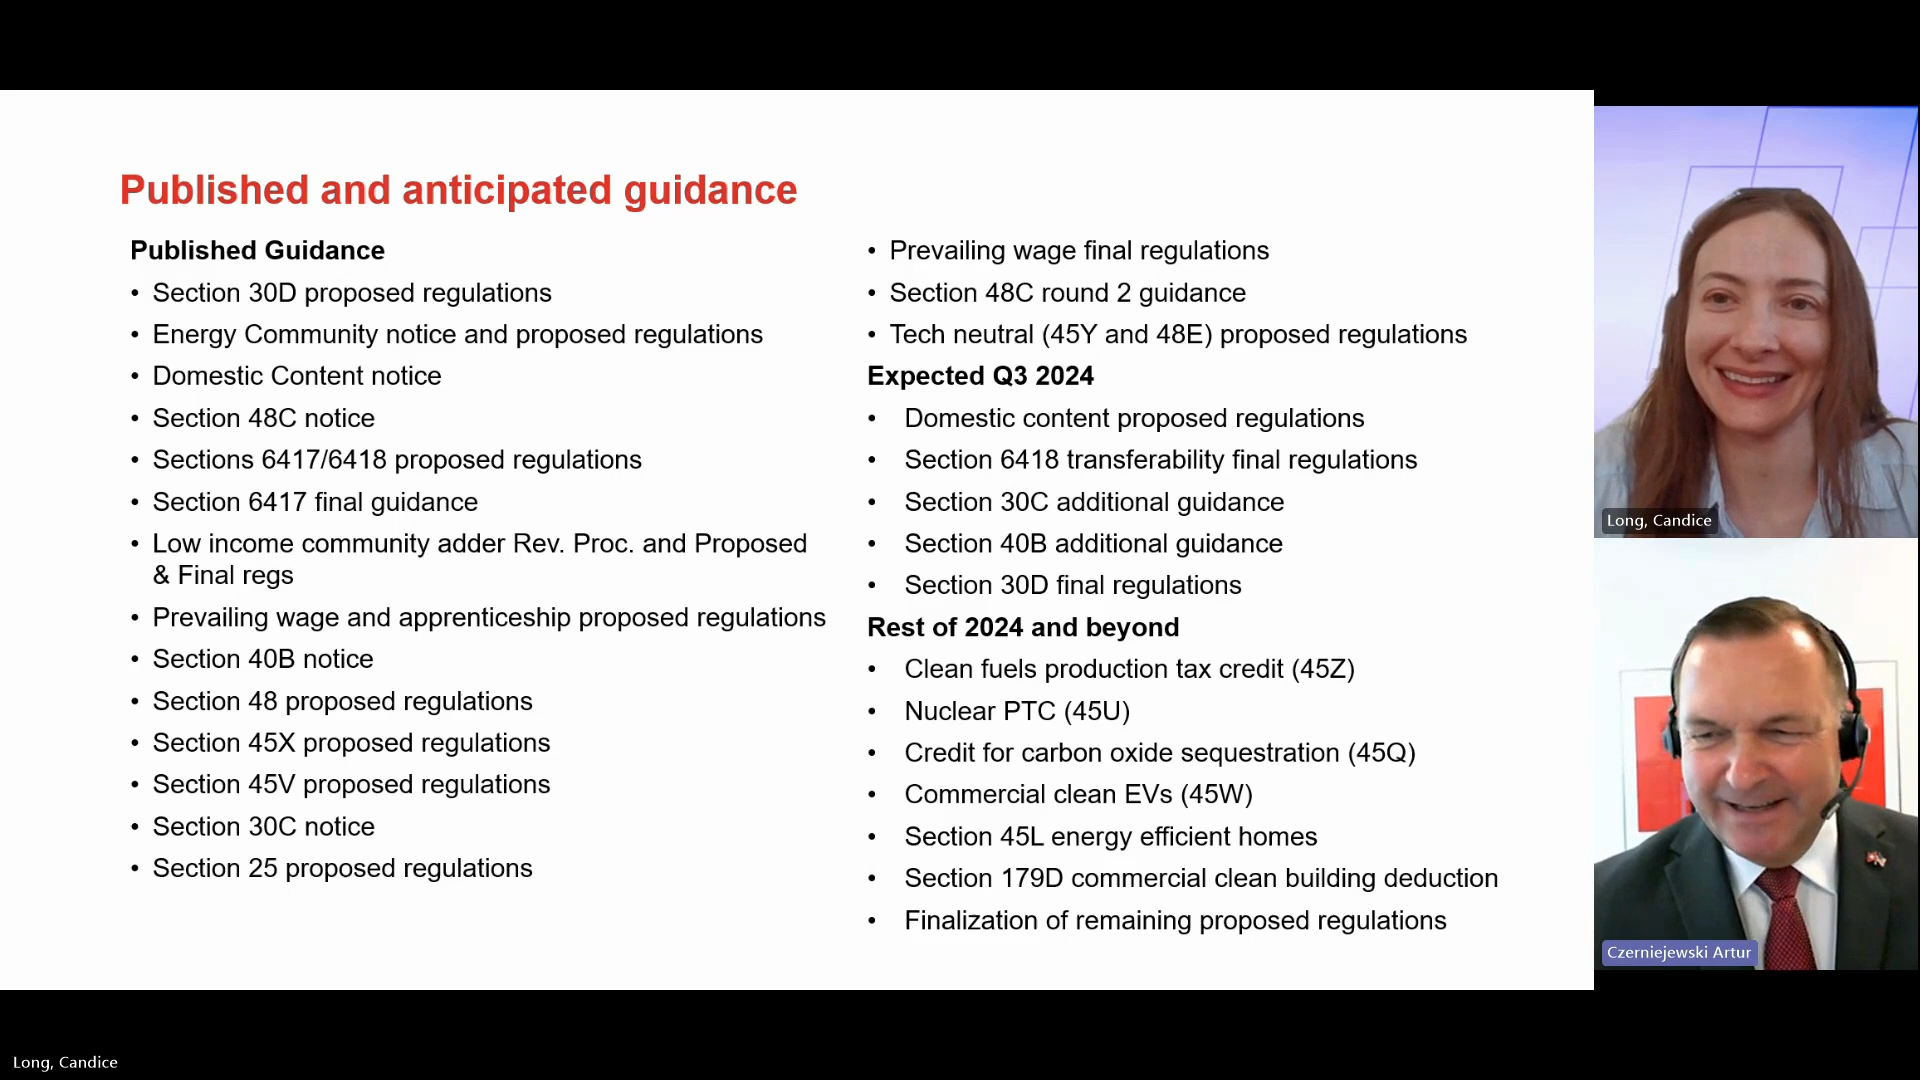 Published and anticipated guidance
Published Guidance
• Section 30D proposed regulations
• Energy Community notice and proposed regulations
• Domestic Content notice
• Section 48C notice
• Sections 6417/6418 proposed regulations
• Section 6417 final guidance
• Low income community adder Rev. Proc. and Proposed
& Final regs
• Prevailing wage and apprenticeship proposed regulations
• Section 40B notice
• Section 48 proposed regulations
• Section 45X proposed regulations
• Section 45V proposed regulations
• Section 30C notice
• Section 25 proposed regulations
• Prevailing wage final regulations
• Section 48C round 2 guidance
• Tech neutral (45Y and 48E) proposed regulations
Expected Q3 2024
• Domestic content proposed regulations
• Section 6418 transferability final regulations
• Section 30C additional guidance
• Section 40B additional guidance
• Section 30D final regulations
Rest of 2024 and beyond
• Clean fuels production tax credit (45Z)
• Nuclear PTC (45U)
• Credit for carbon oxide sequestration (45Q)
• Commercial clean EVs (45W)
• Section 45L energy efficient homes
• Section 179D commercial clean building deduction
• Finalization of remaining proposed regulations
Long, Candice
Czerniejewski Artur
Long, Candice